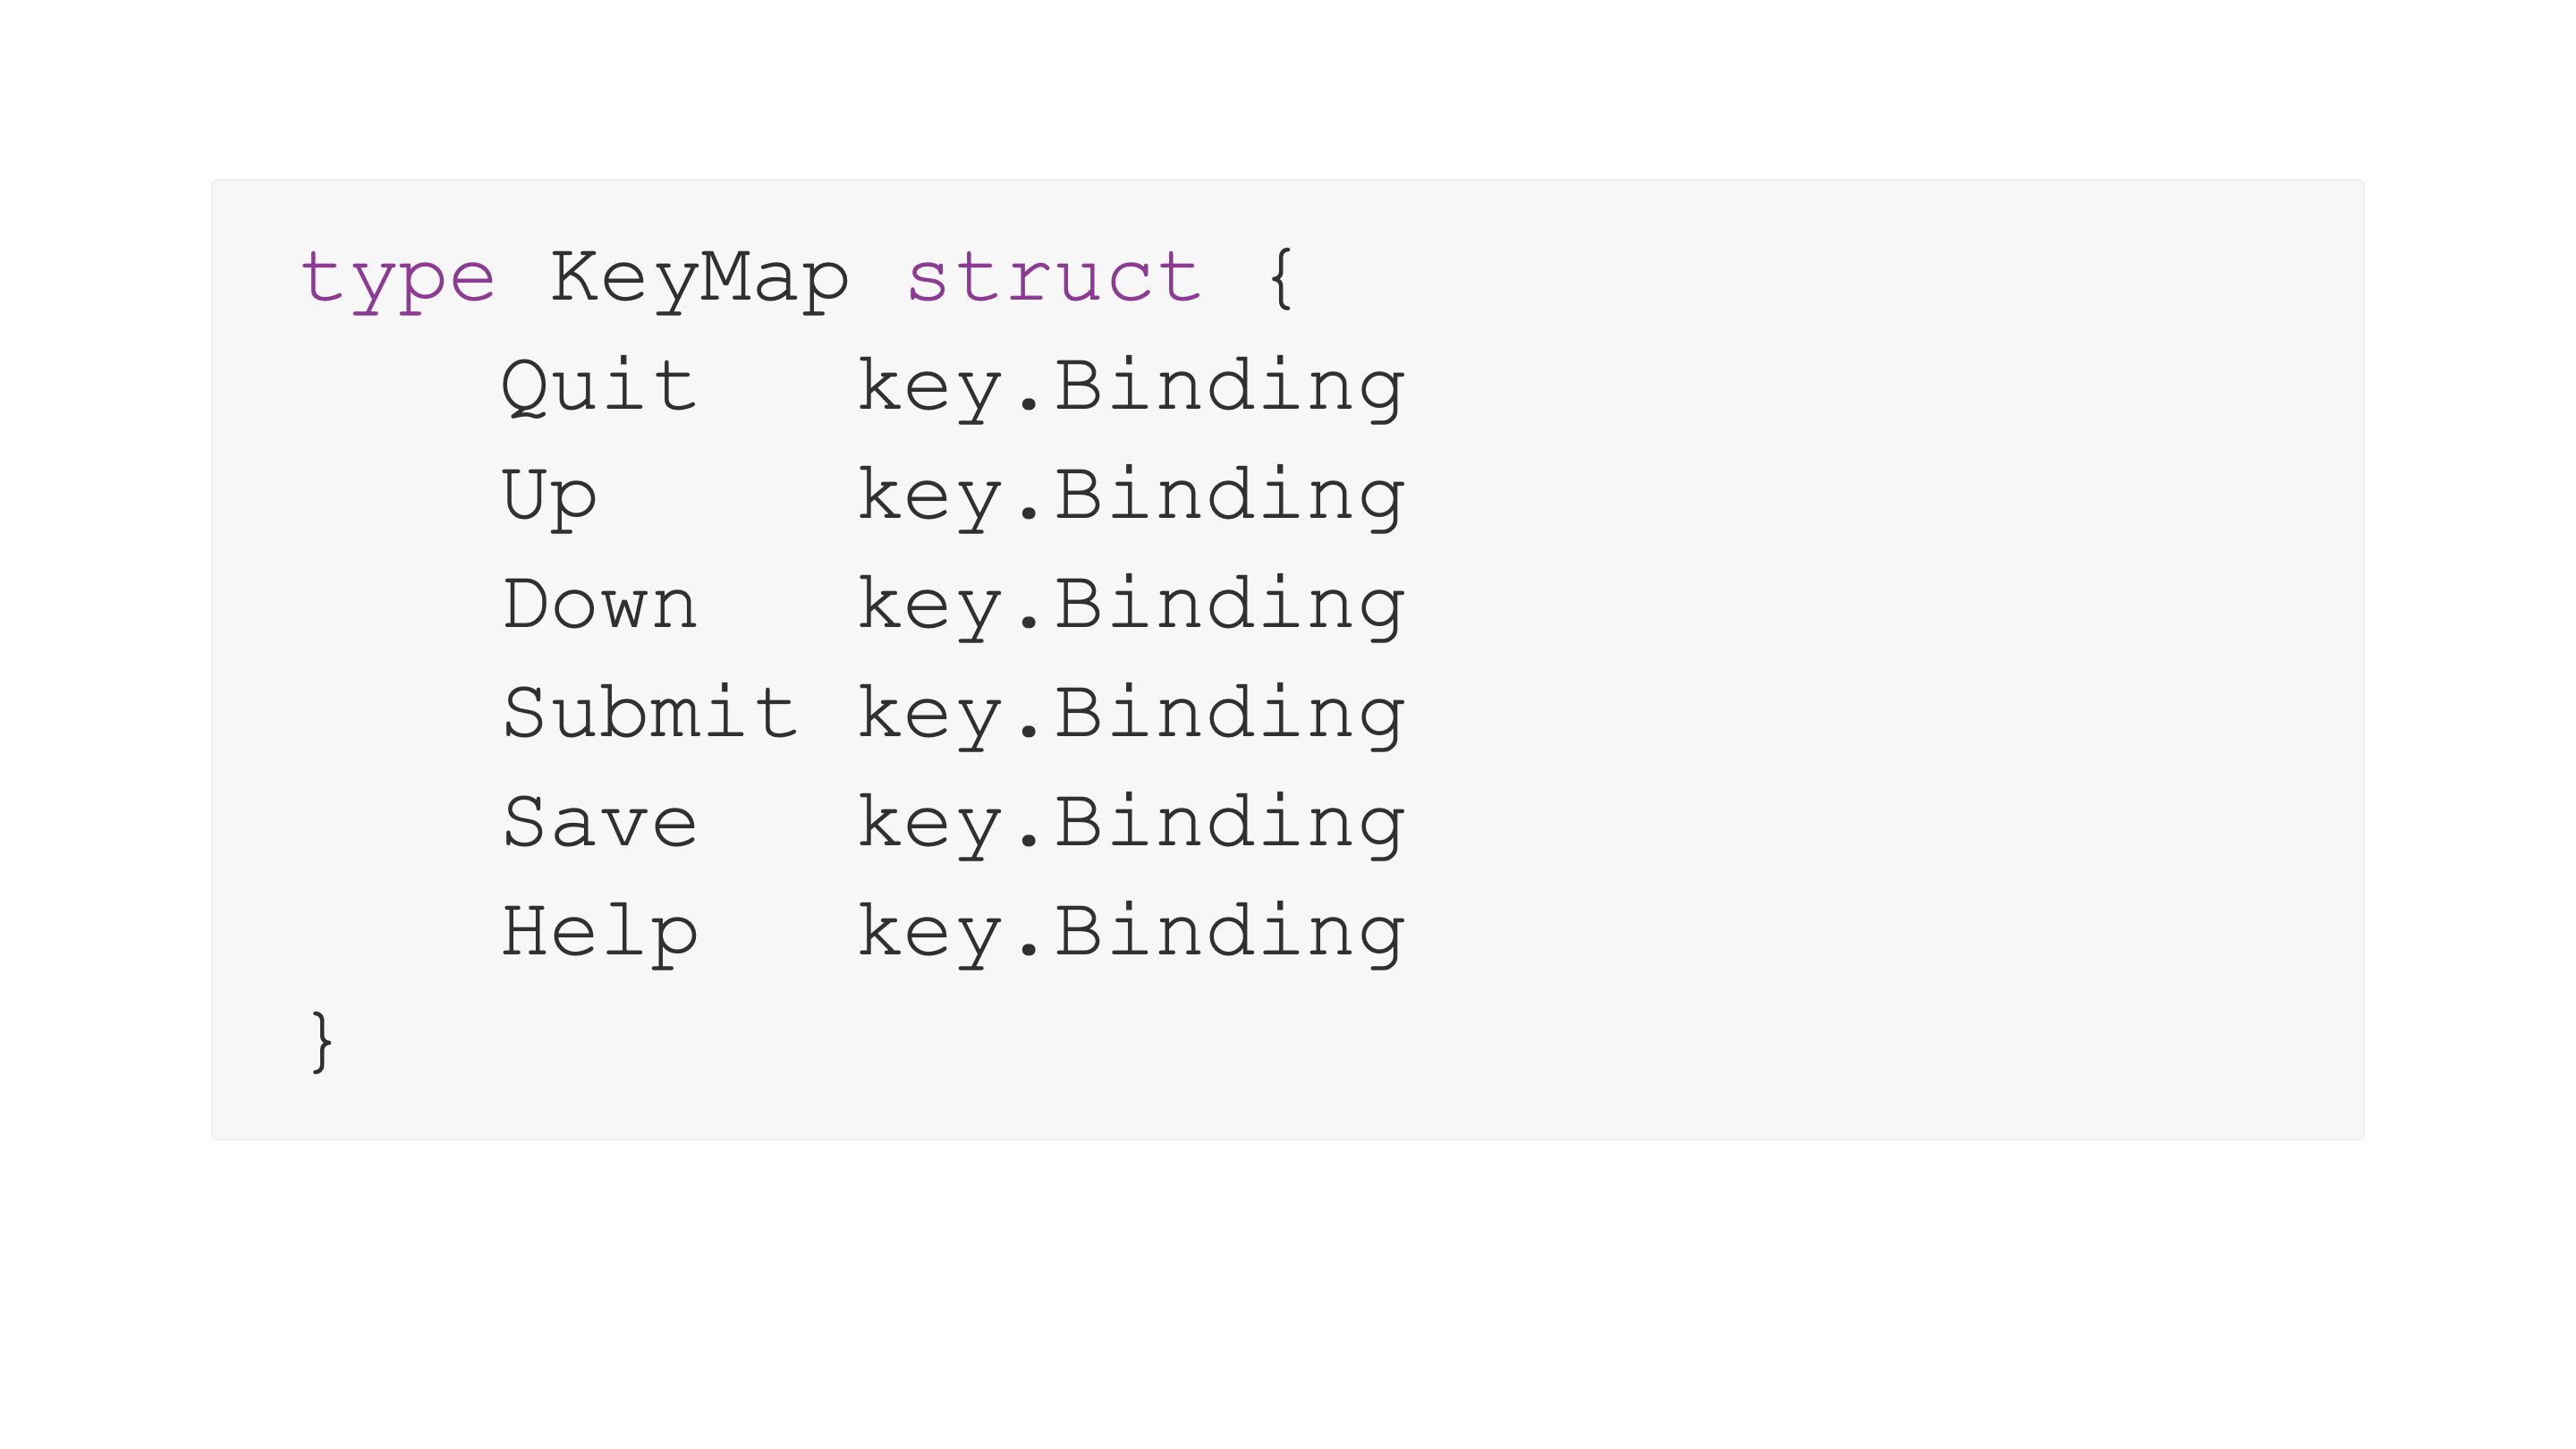 type KeyMap struct {
    Quit   key.Binding
    Up     key.Binding
    Down   key.Binding
    Submit key.Binding
    Save   key.Binding
    Help   key.Binding
}